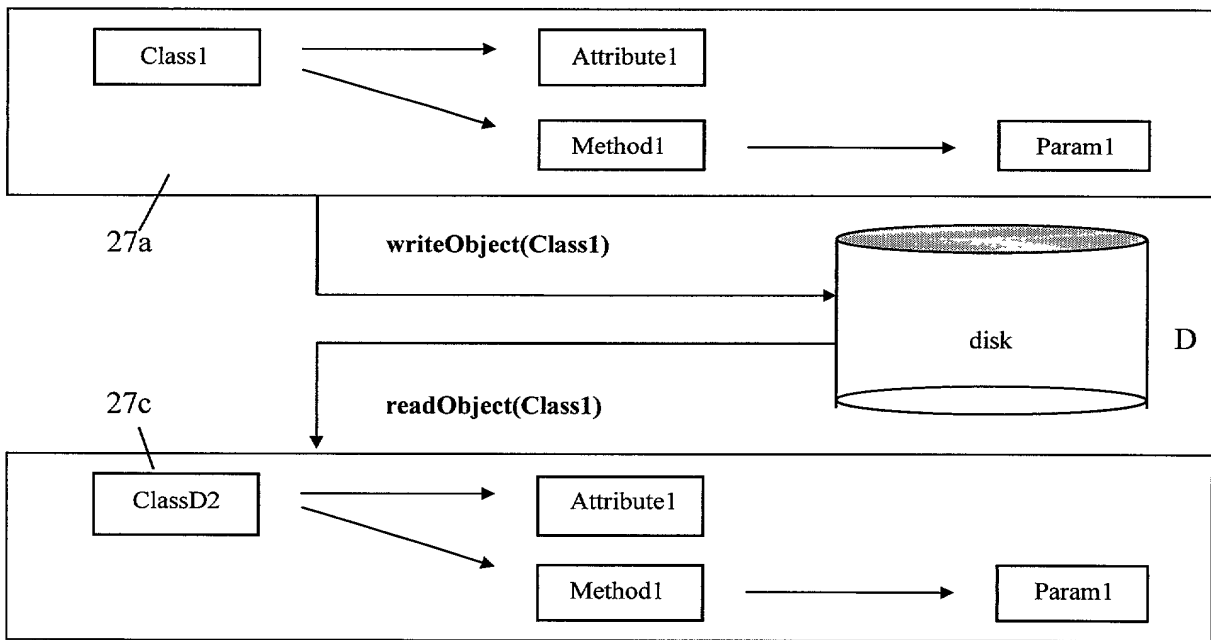 Class1
Attribute1
Method1
Param1
27a
writeObject(Class1)
disk
D
27c
readObject(Class1)
ClassD2
Attribute1
Method1
Param1